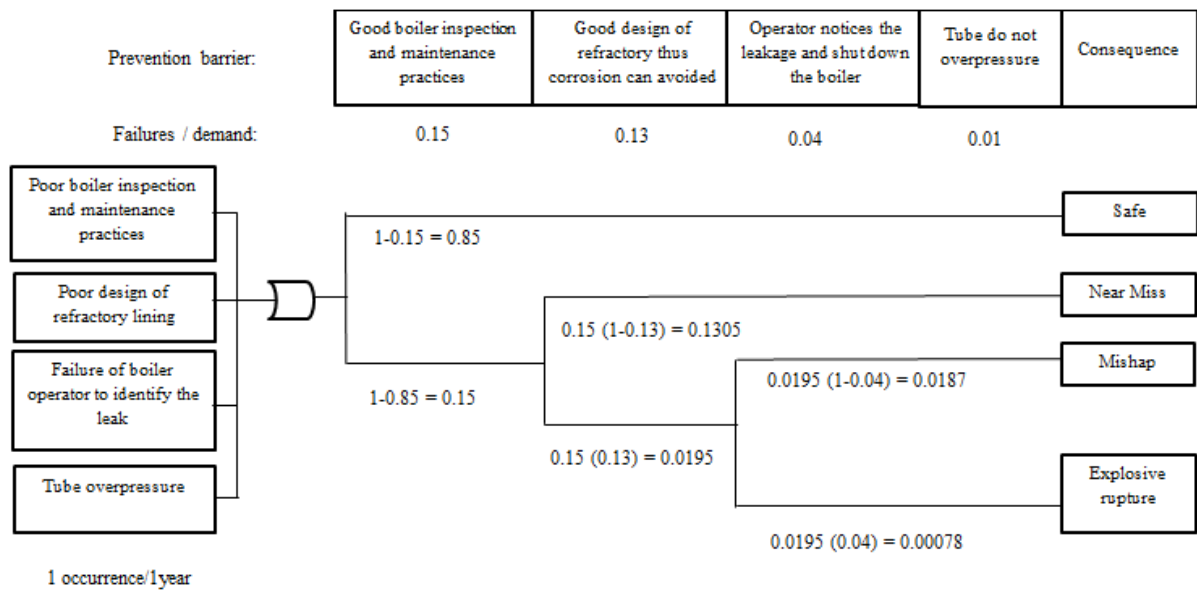 Prevention barrier:
Good boiler inspection
and maintenance
practices
Good design of
refractory thus
corrosion can avoided
Operator notices the
leakage and shut down
the boiler
Tube do not
overpressure
Consequence
Failures / demand:
0.15
0.13
0.04
0.01
Poor boiler inspection
and maintenance
practices
Poor design of
refractory lining
Failure of boiler
operator to identify the
leak
Tube overpressure
1 occurrence/1year
1-0.15 = 0.85
Safe
0.15 (1-0.13) = 0.1305
Near Miss
1-0.85 = 0.15
0.0195 (1-0.04) = 0.0187
Mishap
0.15 (0.13) = 0.0195
0.0195 (0.04) = 0.00078
Explosive
rupture